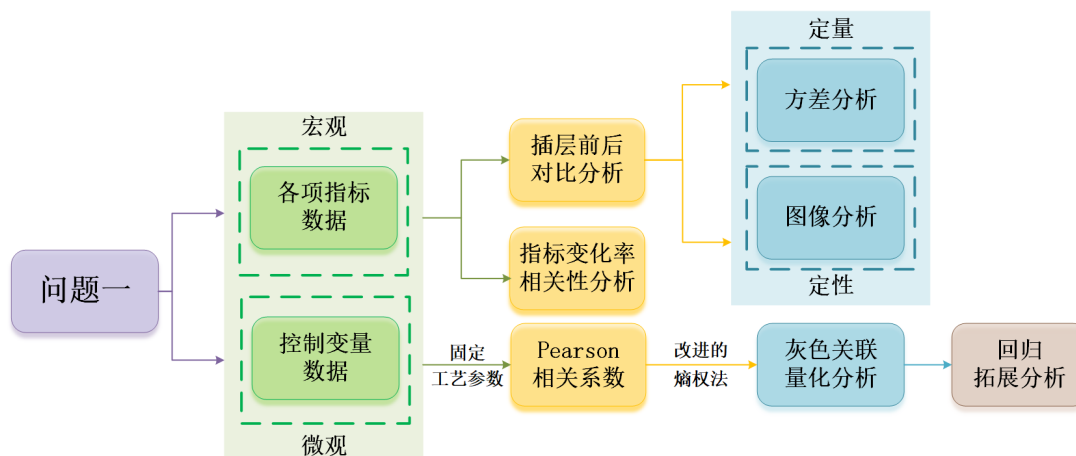 问题一
宏观
各项指标
数据
控制变量
数据
微观
插层前后
对比分析
指标变化率
相关性分析
定量
方差分析
图像分析
定性
固定
工艺参数
Pearson
相关系数
改进的
熵权法
灰色关联
量化分析
回归
拓展分析